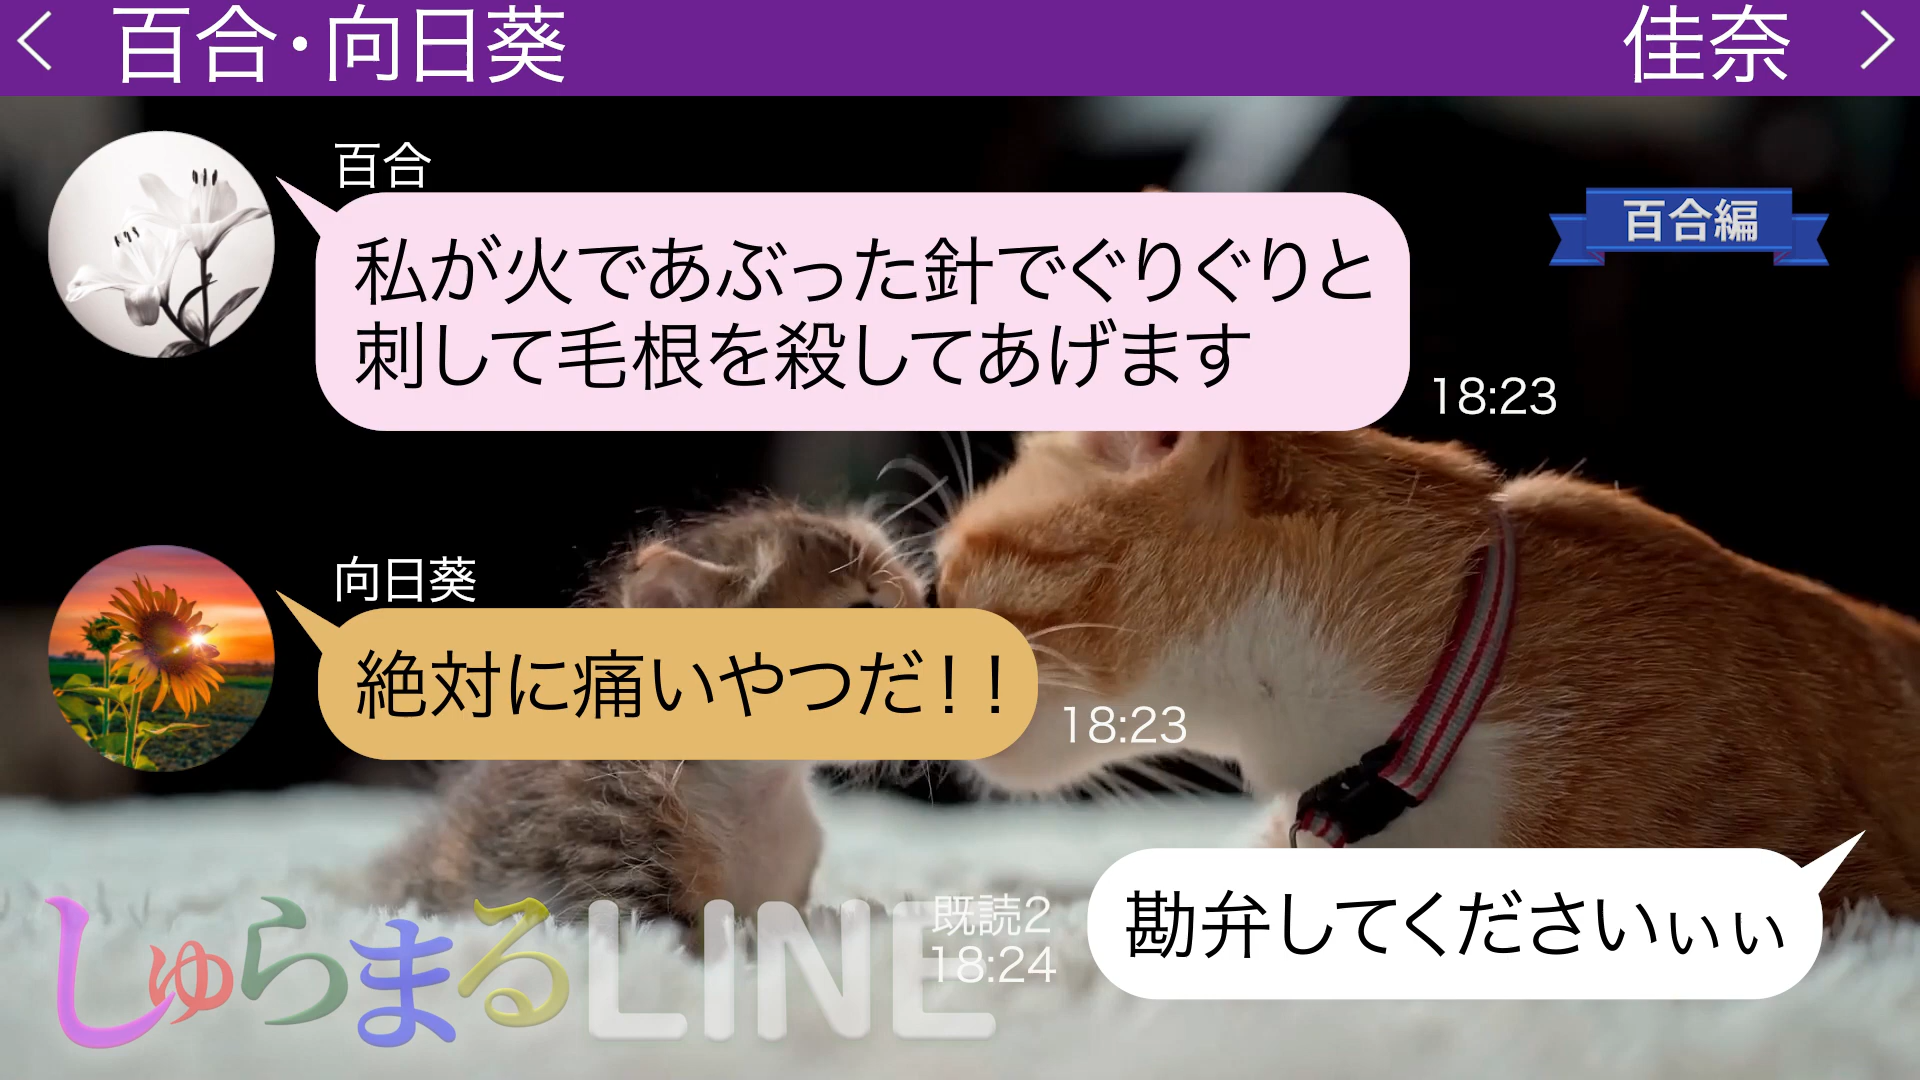 百合・向日葵
佳奈
百合
百合編
私が火であぶった針でぐりぐりと
刺して毛根を殺してあげます
18:23
向日葵
絶対に痛いやつだ！！
18:23
既読2
18:24
勘弁してくださいぃぃ
しゅらまるLINE